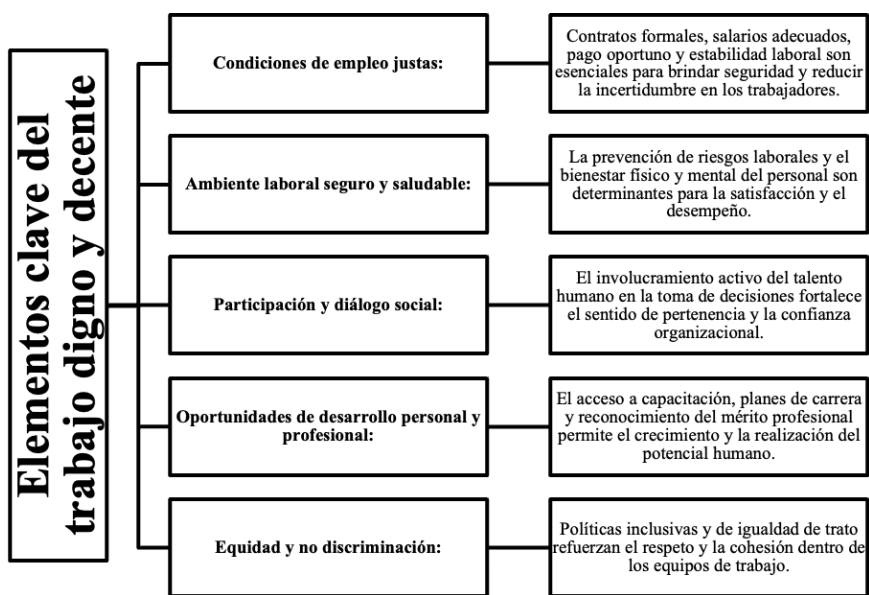 Elementos clave del
trabajo digno y decente
Condiciones de empleo justas:
Contratos formales, salarios adecuados,
pago oportuno y estabilidad laboral son
esenciales para brindar seguridad y reducir
la incertidumbre en los trabajadores.
Ambiente laboral seguro y saludable:
La prevención de riesgos laborales y el
bienestar físico y mental del personal son
determinantes para la satisfacción y el
desempeño.
Participación y diálogo social:
El involucramiento activo del talento
humano en la toma de decisiones fortalece
el sentido de pertenencia y la confianza
organizacional.
Oportunidades de desarrollo personal y
profesional:
El acceso a capacitación, planes de carrera
y reconocimiento del mérito profesional
permite el crecimiento y la realización del
potencial humano.
Equidad y no discriminación:
Políticas inclusivas y de igualdad de trato
refuerzan el respeto y la cohesión dentro de
los equipos de trabajo.